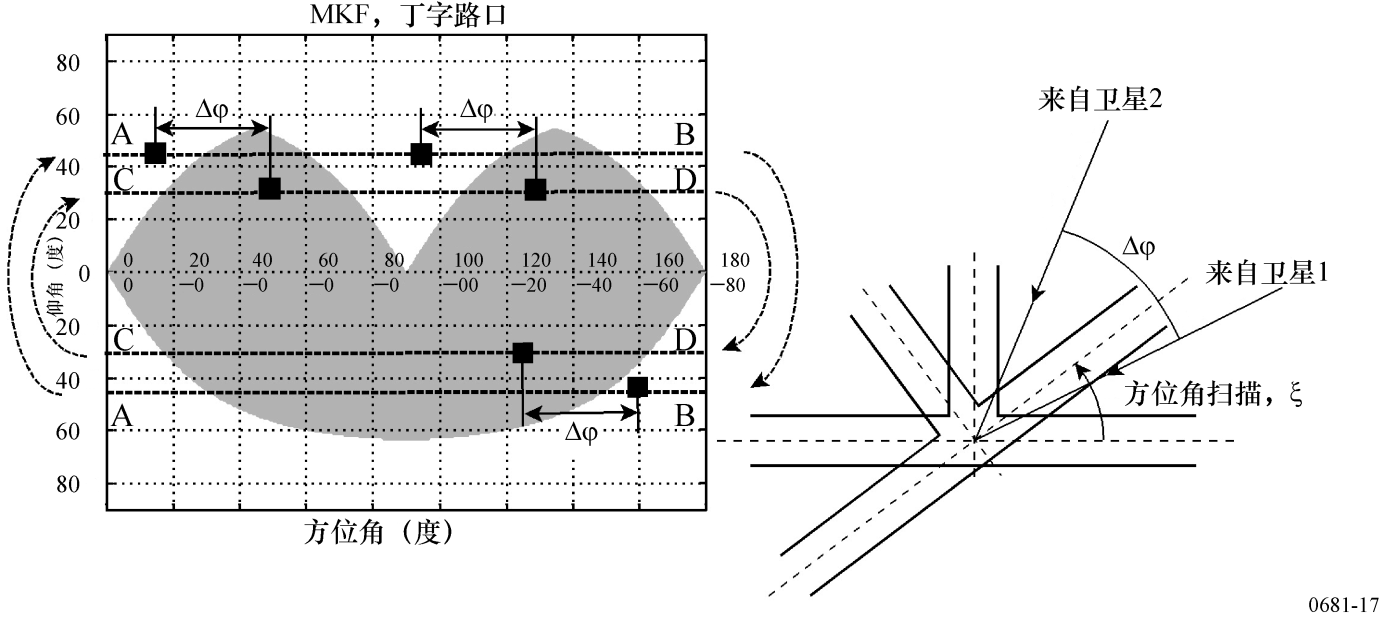 MKF，丁字路口
80
60
40
20
0
20
40
60
80
仰角（度）
A
B
C
D
C
D
A
B
Δφ
Δφ
Δφ
0 20 40 60 80 100 120 140 160 180
0 –0 –0 –0 –0 –00 –20 –40 –60 –80
方位角（度）
来自卫星2
Δφ
来自卫星1
方位角扫描，ξ
0681-17